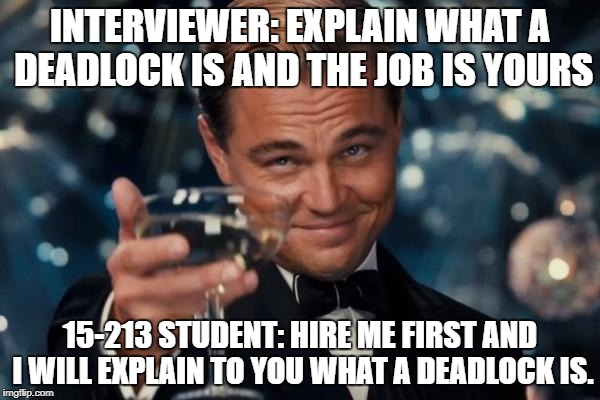 INTERVIEWER: EXPLAIN WHAT A
DEADLOCK IS AND THE JOB IS YOURS
15-213 STUDENT: HIRE ME FIRST AND
I WILL EXPLAIN TO YOU WHAT A DEADLOCK IS.
imgflip.com